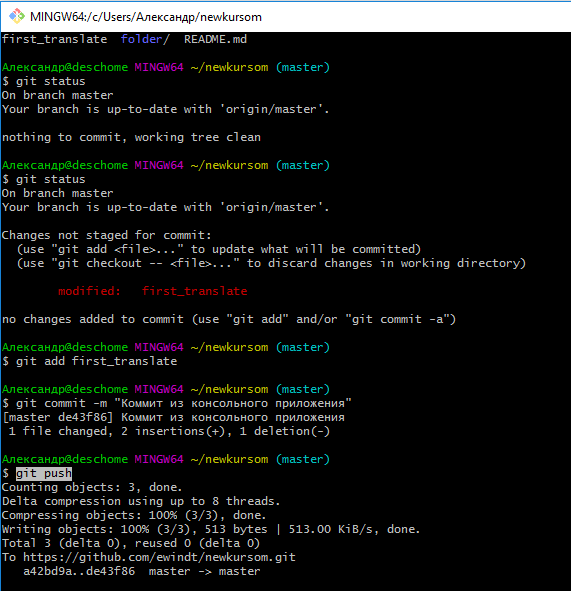 MINGW64:/c/Users/Александр/newkursom
first_translate folder/ README.md
Александр@deschome MINGW64 ~/newkursom (master)
$ git status
On branch master
Your branch is up-to-date with 'origin/master'.
nothing to commit, working tree clean
Александр@deschome MINGW64 ~/newkursom (master)
$ git status
On branch master
Your branch is up-to-date with 'origin/master'.
Changes not staged for commit:
(use "git add <file>..." to update what will be committed)
(use "git checkout -- <file>..." to discard changes in working directory)
modified: first_translate
no changes added to commit (use "git add" and/or "git commit -a")
Александр@deschome MINGW64 ~/newkursom (master)
$ git add first_translate
Александр@deschome MINGW64 ~/newkursom (master)
$ git commit -m "Коммит из консольного приложения"
[master de43f86] Коммит из консольного приложения
1 file changed, 2 insertions(+), 1 deletion(-)
Александр@deschome MINGW64 ~/newkursom (master)
$ git push
Counting objects: 3, done.
Delta compression using up to 8 threads.
Compressing objects: 100% (3/3), done.
Writing objects: 100% (3/3), 513 bytes | 513.00 KiB/s, done.
Total 3 (delta 0), reused 0 (delta 0)
To https://github.com/ewindt/newkursom.git
a42bd9a..de43f86 master -> master